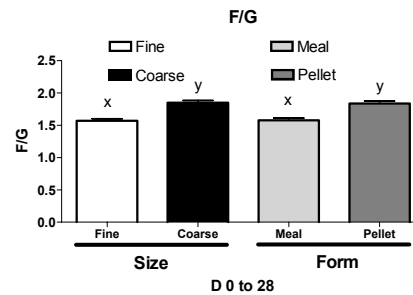 F/G
Fine
Meal
Coarse
Pellet
2.5
2.0
1.5
1.0
0.5
0.0
F/G
x
y
x
y
Fine
Coarse
Meal
Pellet
Size
Form
D 0 to 28